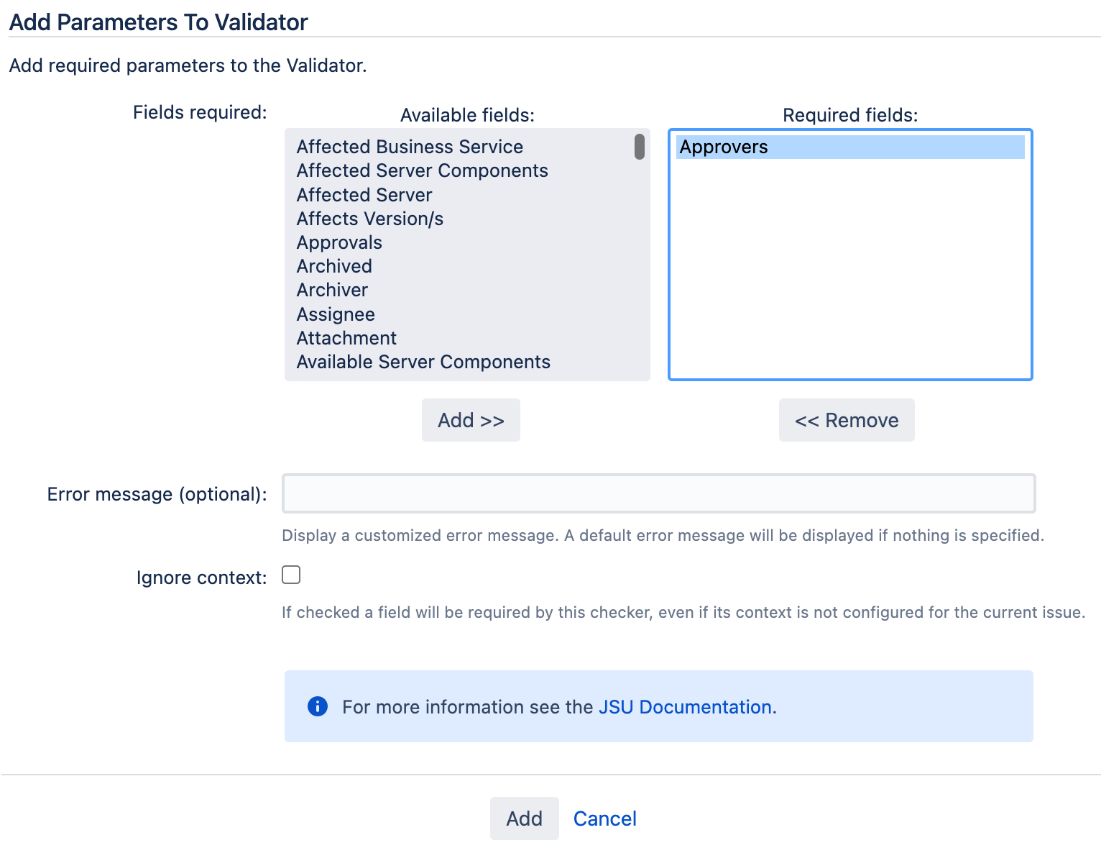 Add Parameters To Validator
Add required parameters to the Validator.
Fields required:
Available fields:
Required fields:
Affected Business Service
Affected Server Components
Affected Server
Affects Version/s
Approvals
Archived
Archiver
Assignee
Attachment
Available Server Components
Approvers
Add >>
<< Remove
Error message (optional):
Display a customized error message. A default error message will be displayed if nothing is specified.
Ignore context:
If checked a field will be required by this checker, even if its context is not configured for the current issue.
For more information see the JSU Documentation.
Add
Cancel